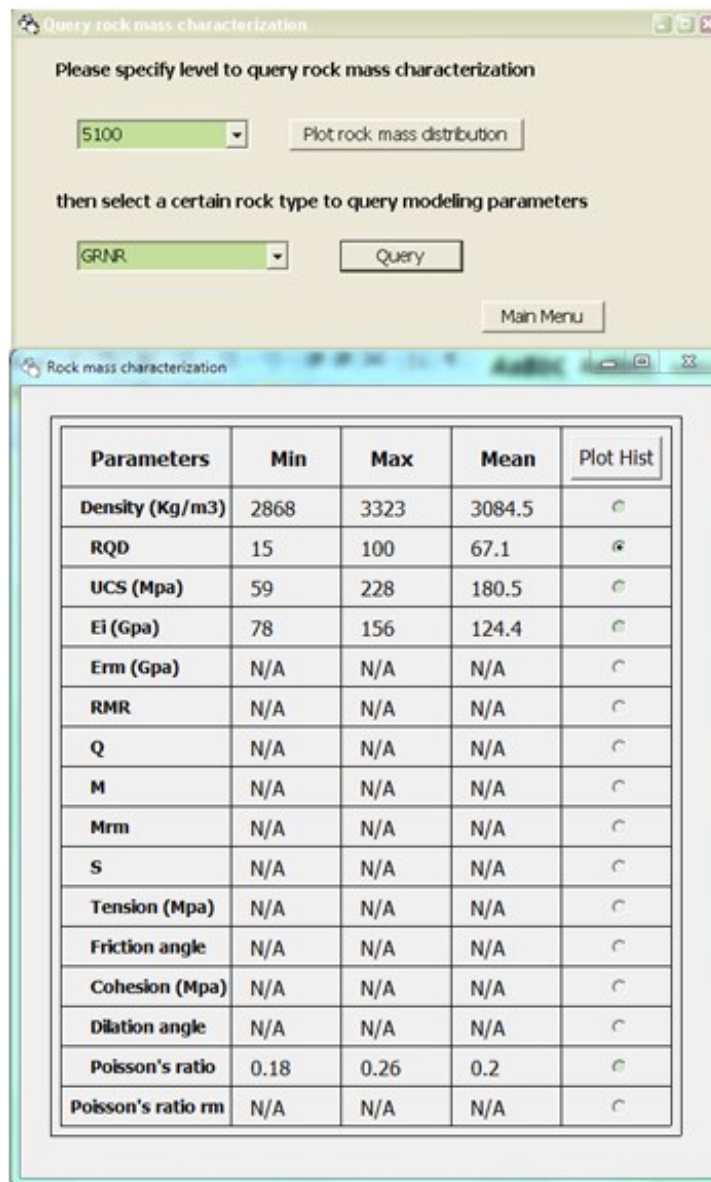 Query rock mass characterization
Please specify level to query rock mass characterization
5100 Plot rock mass distribution
then select a certain rock type to query modeling parameters
GRNR Query
Main Menu
Rock mass characterization
Parameters Min Max Mean Plot Hist
Density (Kg/m3) 2868 3323 3084.5
RQD 15 100 67.1
UCS (Mpa) 59 228 180.5
Ei (Gpa) 78 156 124.4
Erm (Gpa) N/A N/A N/A
RMR N/A N/A N/A
Q N/A N/A N/A
M N/A N/A N/A
Mrm N/A N/A N/A
S N/A N/A N/A
Tension (Mpa) N/A N/A N/A
Friction angle N/A N/A N/A
Cohesion (Mpa) N/A N/A N/A
Dilation angle N/A N/A N/A
Poisson's ratio 0.18 0.26 0.2
Poisson's ratio rm N/A N/A N/A